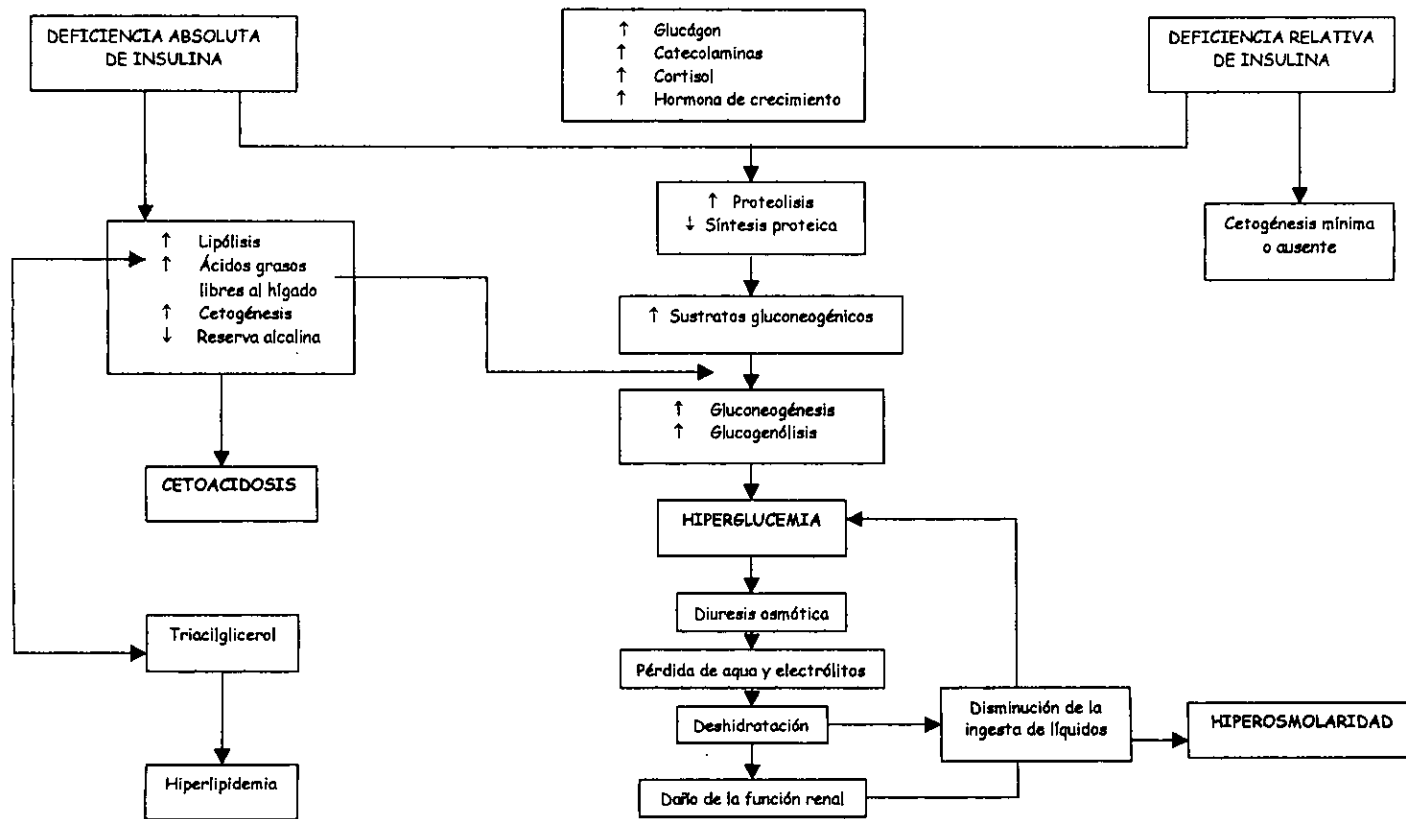 DEFICIENCIA ABSOLUTA
DE INSULINA
↑ Glucágon
↑ Catecolaminas
↑ Cortisol
↑ Hormona de crecimiento
DEFICIENCIA RELATIVA
DE INSULINA
↑ Proteolisis
↓ Síntesis proteica
Cetogénesis mínima
o ausente
↑ Lipólisis
↑ Ácidos grasos
libres al hígado
↑ Cetogénesis
↓ Reserva alcalina
↑ Sustratos gluconeogénicos
↑ Gluconeogénesis
↑ Glucogenólisis
CETOACIDOSIS
HIPERGLUCEMIA
Diuresis osmótica
Triacilglicerol
Pérdida de agua y electrólitos
Deshidratación
Disminución de la
ingesta de líquidos
HIPEROSMOLARIDAD
Hiperlipidemia
Daño de la función renal